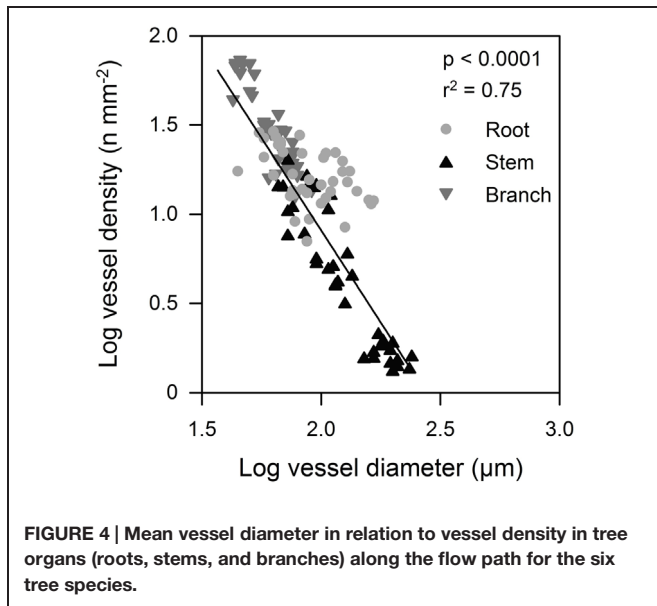 2.0
1.5
1.0
0.5
0
Log vessel density (n mm⁻²)
p < 0.0001
r² = 0.75
Root
Stem
Branch
1.5
2.0
2.5
3.0
Log vessel diameter (µm)
FIGURE 4 | Mean vessel diameter in relation to vessel density in tree
organs (roots, stems, and branches) along the flow path for the six
tree species.